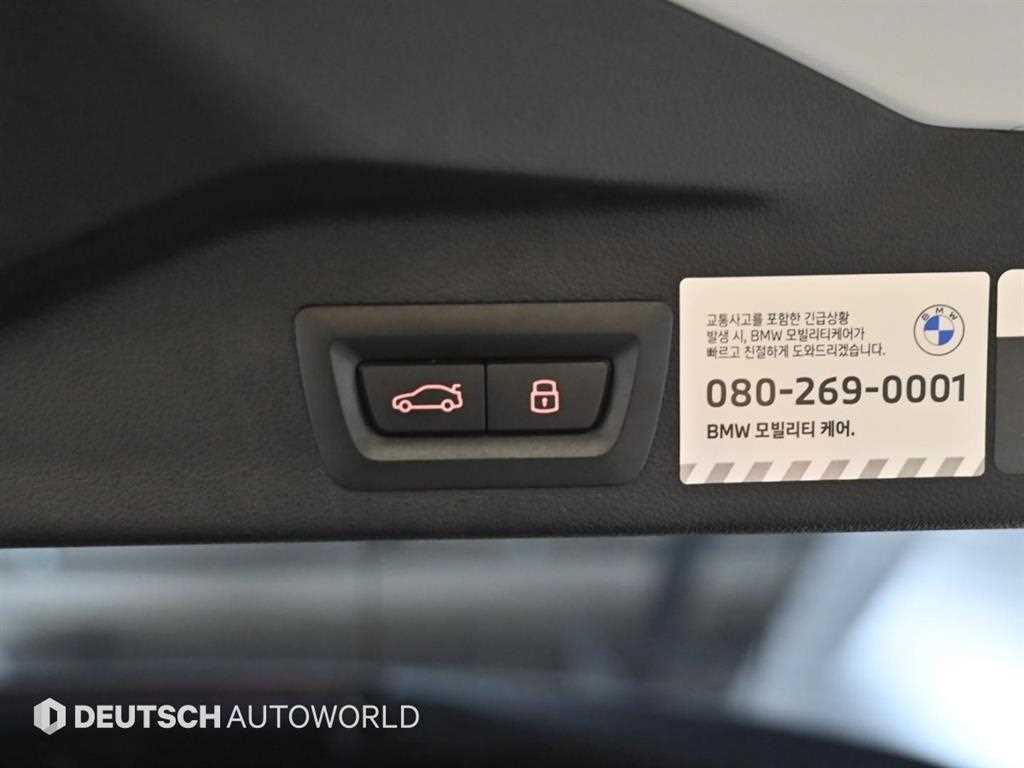 교통사고를 포함한 긴급상황
발생 시, BMW 모빌리티케어가
빠르고 친절하게 도와드리겠습니다.
BMW
080-269-0001
BMW 모빌리티 케어.
DEUTSCH AUTOWORLD